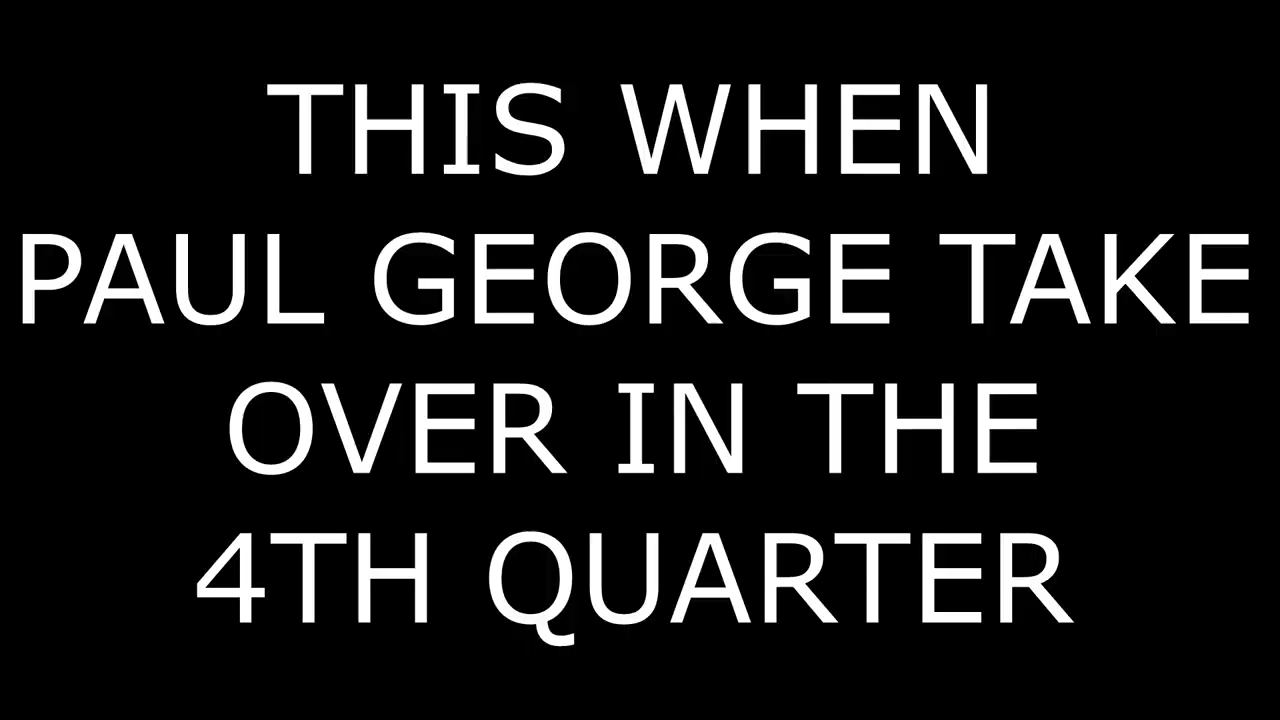 THIS WHEN
PAUL GEORGE TAKE
OVER IN THE
4TH QUARTER